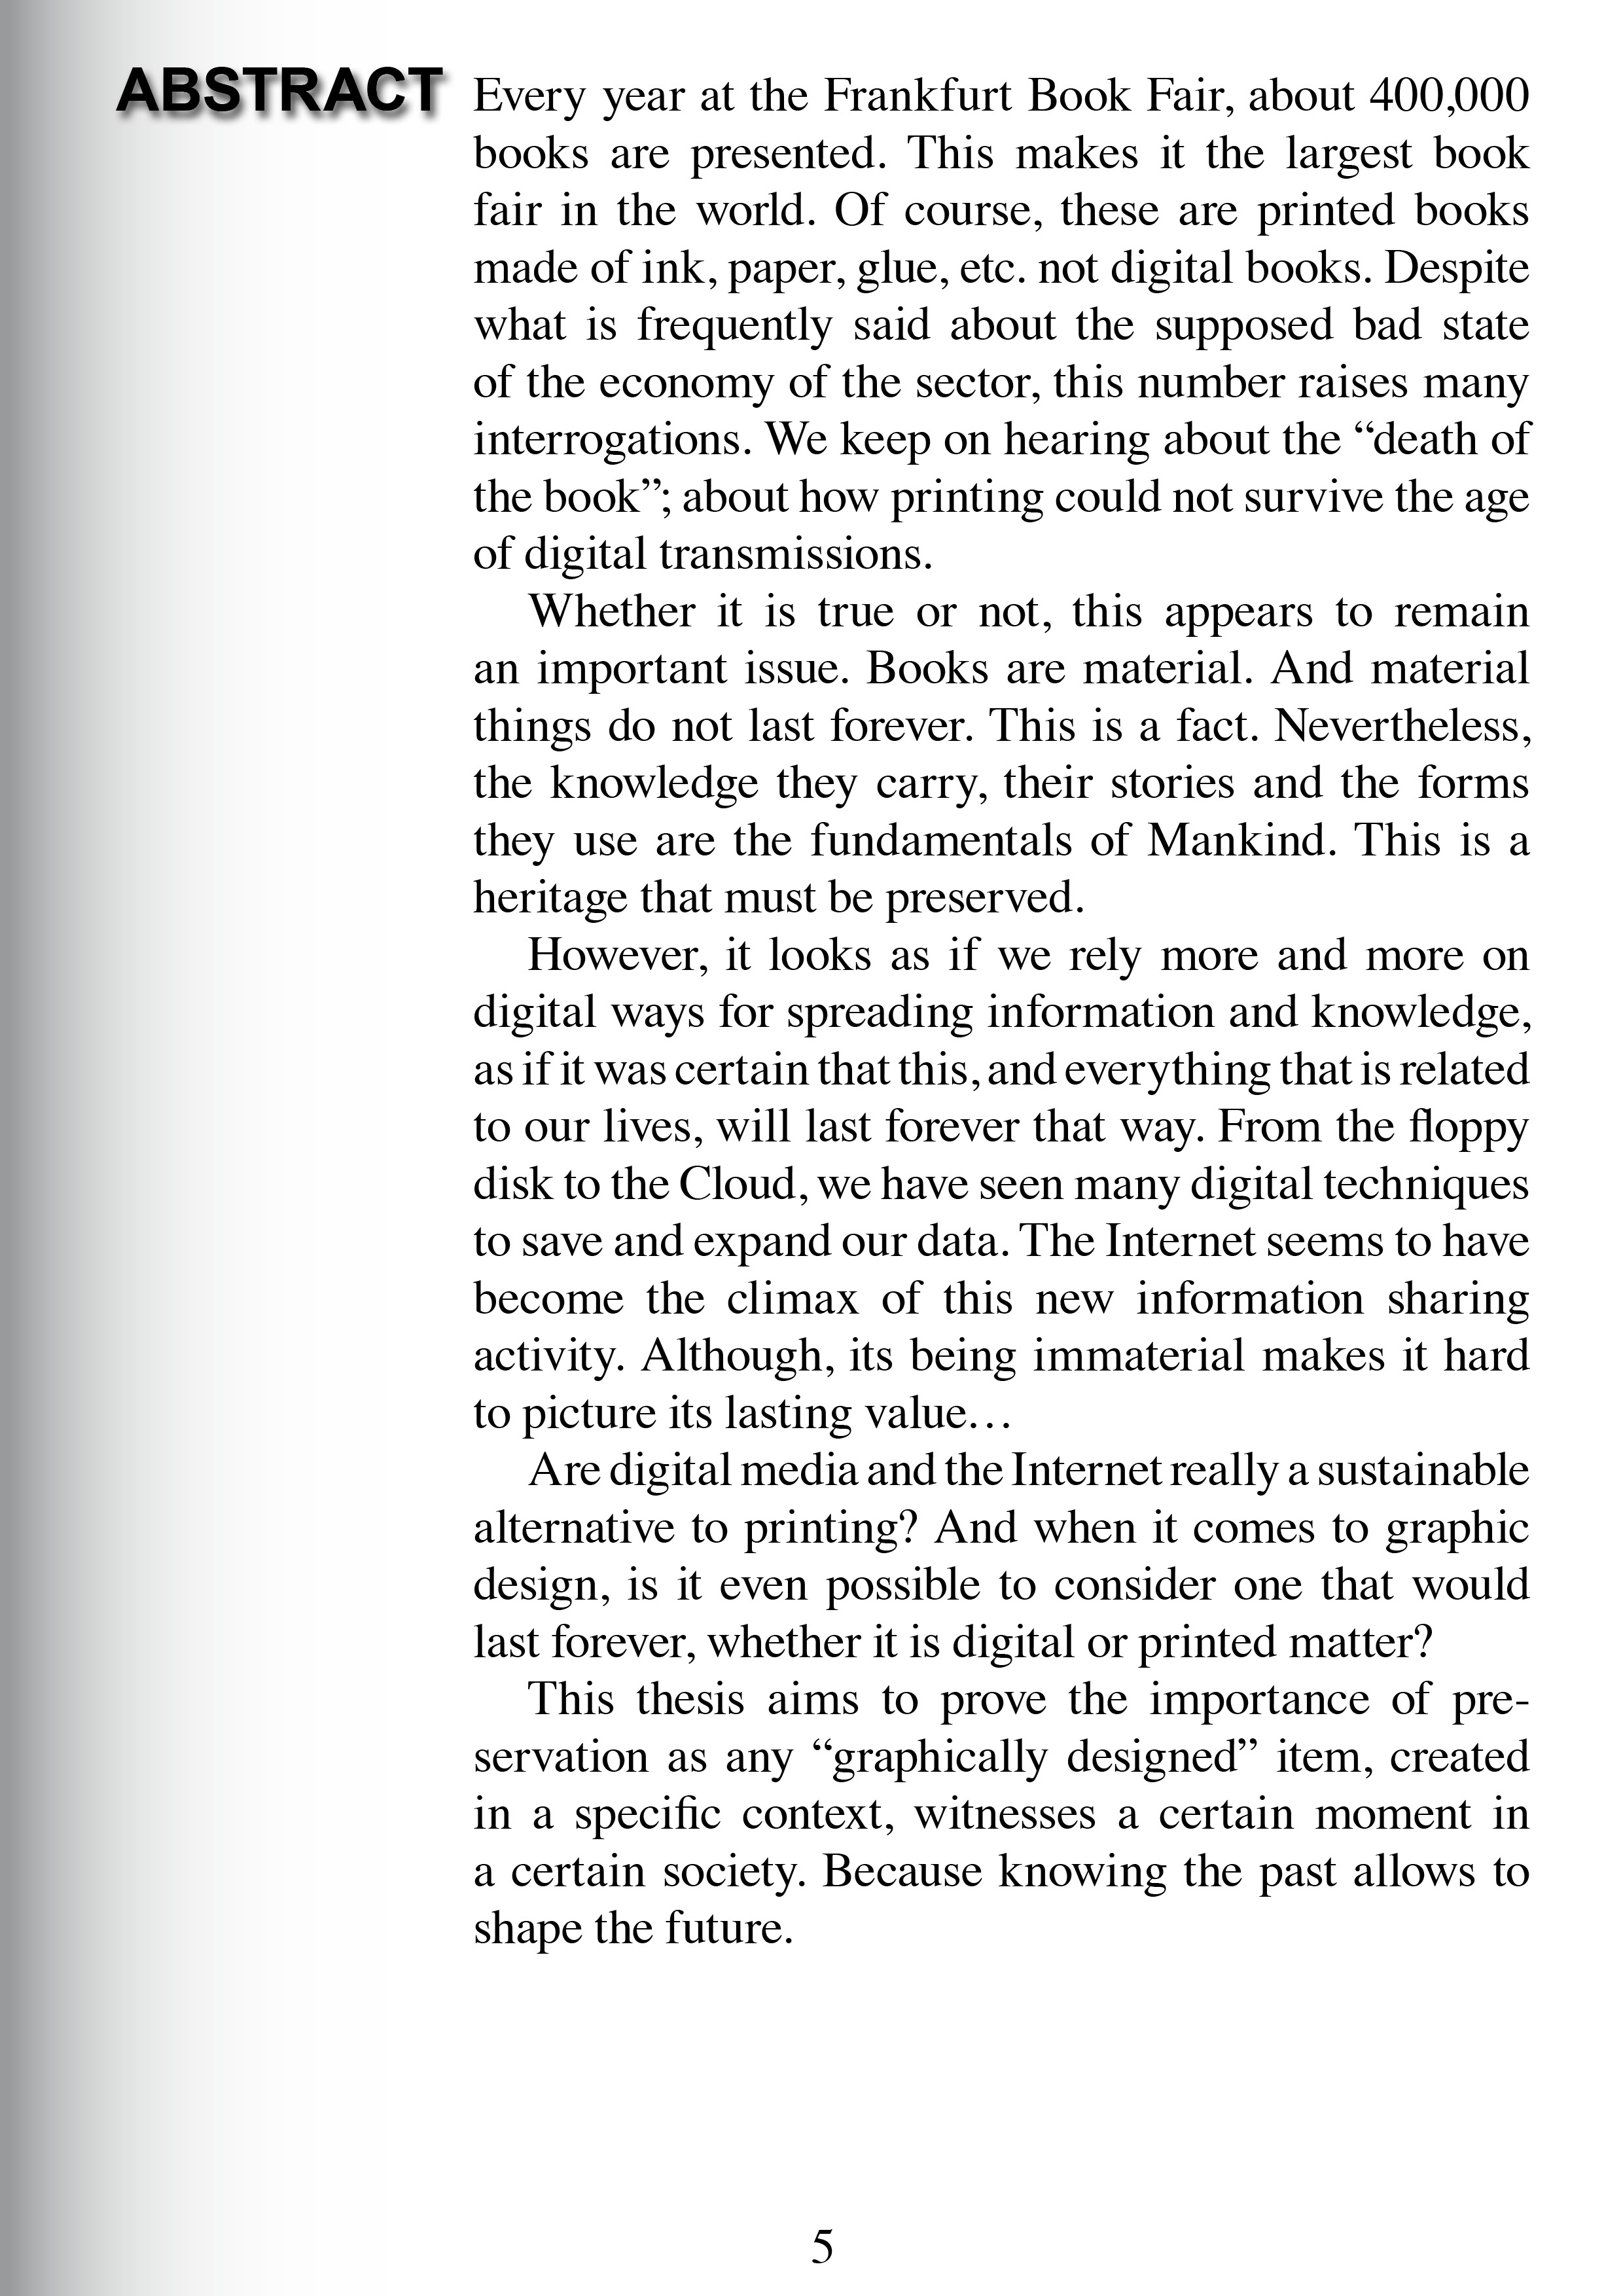 ABSTRACT
Every year at the Frankfurt Book Fair, about 400,000
books are presented. This makes it the largest book
fair in the world. Of course, these are printed books
made of ink, paper, glue, etc. not digital books. Despite
what is frequently said about the supposed bad state
of the economy of the sector, this number raises many
interrogations. We keep on hearing about the “death of
the book”; about how printing could not survive the age
of digital transmissions.
Whether it is true or not, this appears to remain
an important issue. Books are material. And material
things do not last forever. This is a fact. Nevertheless,
the knowledge they carry, their stories and the forms
they use are the fundamentals of Mankind. This is a
heritage that must be preserved.
However, it looks as if we rely more and more on
digital ways for spreading information and knowledge,
as if it was certain that this, and everything that is related
to our lives, will last forever that way. From the floppy
disk to the Cloud, we have seen many digital techniques
to save and expand our data. The Internet seems to have
become the climax of this new information sharing
activity. Although, its being immaterial makes it hard
to picture its lasting value…
Are digital media and the Internet really a sustainable
alternative to printing? And when it comes to graphic
design, is it even possible to consider one that would
last forever, whether it is digital or printed matter?
This thesis aims to prove the importance of pre-
servation as any “graphically designed” item, created
in a specific context, witnesses a certain moment in
a certain society. Because knowing the past allows to
shape the future.
5